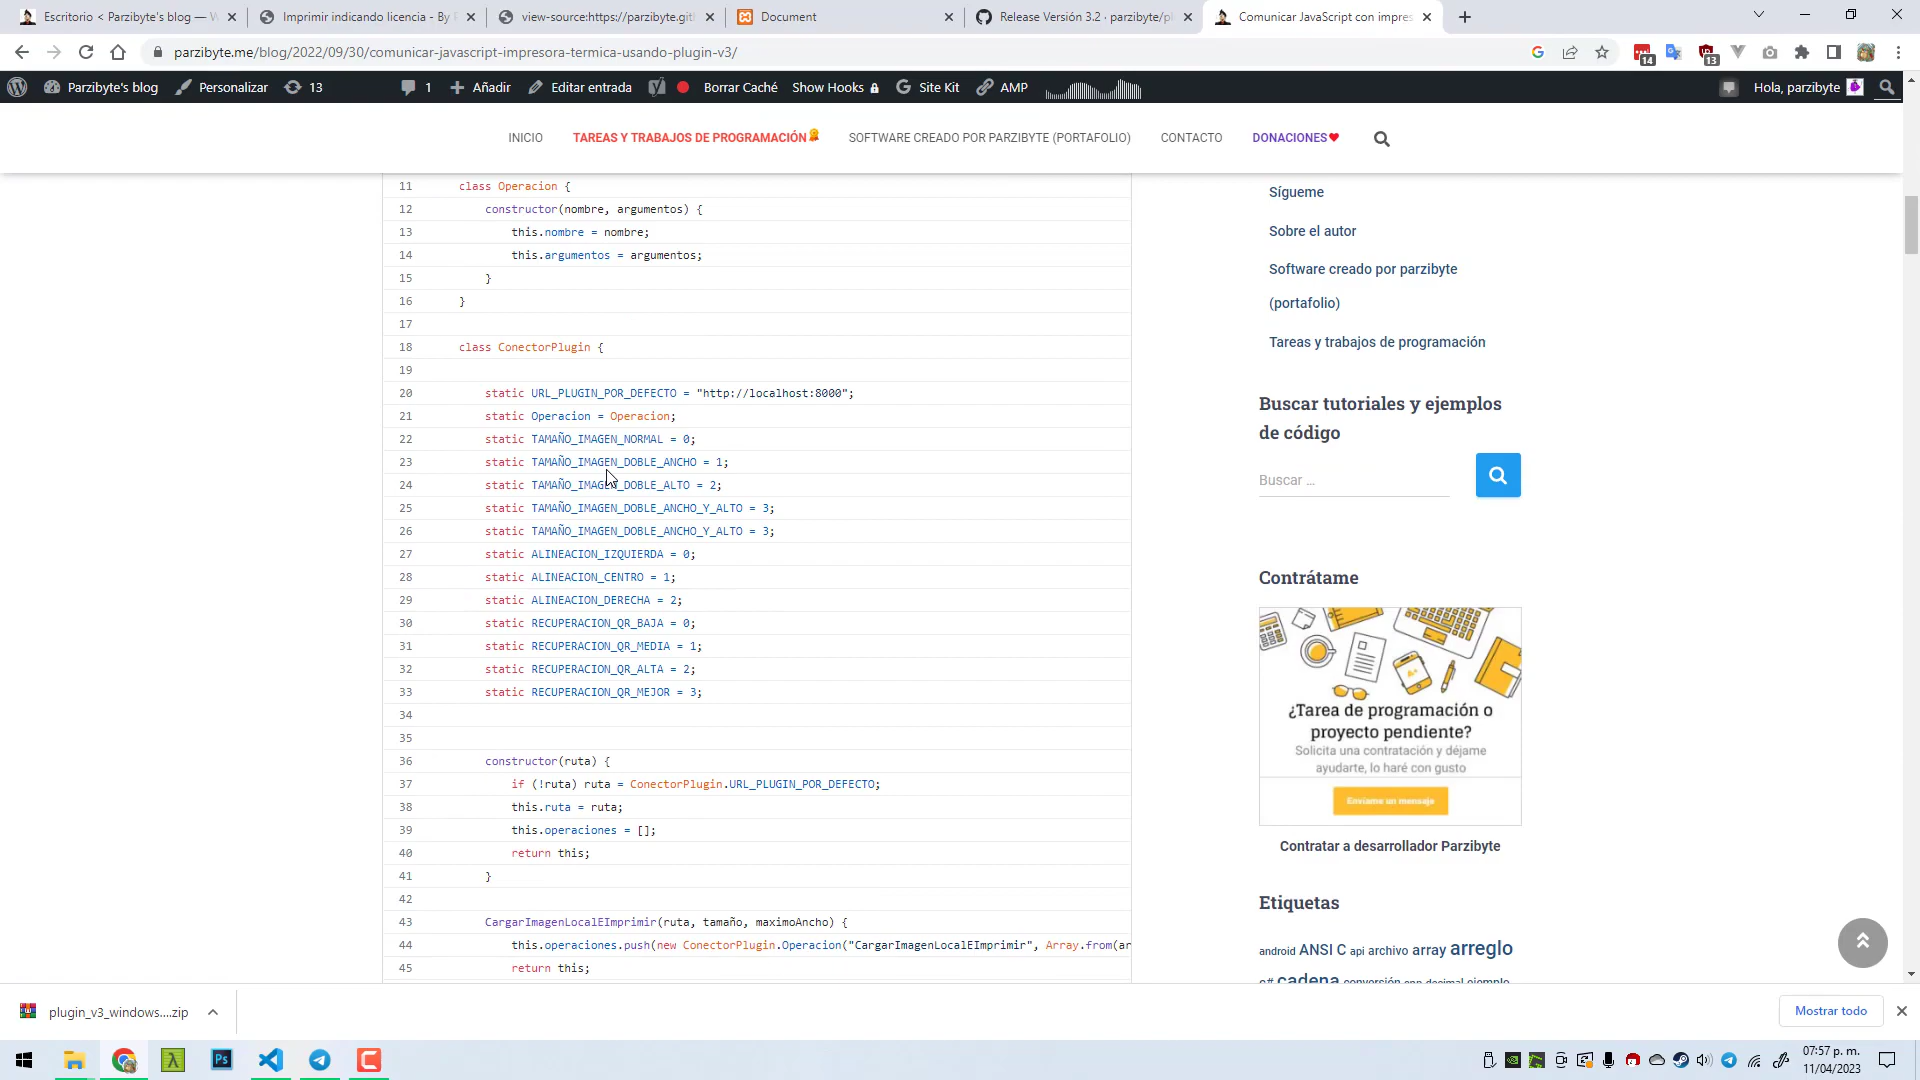 Escritorio < Parzibyte's blog — W
Imprimir indicando licencia - By P
view-source:https://parzibyte.git
Document
Release Versión 3.2 · parzibyte/pl
Comunicar JavaScript con impres
parzibyte.me/blog/2022/09/30/comunicar-javascript-impresora-termica-usando-plugin-v3/
14
13
Parzibyte's blog
Personalizar
13
1
Añadir
Editar entrada
Borrar Caché
Show Hooks
Site Kit
AMP
Hola, parzibyte
INICIO
TAREAS Y TRABAJOS DE PROGRAMACIÓN
SOFTWARE CREADO POR PARZIBYTE (PORTAFOLIO)
CONTACTO
DONACIONES
11 class Operacion {
12 constructor(nombre, argumentos) {
13 this.nombre = nombre;
14 this.argumentos = argumentos;
15 }
16 }
17
18 class ConectorPlugin {
19
20 static URL_PLUGIN_POR_DEFECTO = "http://localhost:8000";
21 static Operacion = Operacion;
22 static TAMAÑO_IMAGEN_NORMAL = 0;
23 static TAMAÑO_IMAGEN_DOBLE_ANCHO = 1;
24 static TAMAÑO_IMAGEN_DOBLE_ALTO = 2;
25 static TAMAÑO_IMAGEN_DOBLE_ANCHO_Y_ALTO = 3;
26 static TAMAÑO_IMAGEN_DOBLE_ANCHO_Y_ALTO = 3;
27 static ALINEACION_IZQUIERDA = 0;
28 static ALINEACION_CENTRO = 1;
29 static ALINEACION_DERECHA = 2;
30 static RECUPERACION_QR_BAJA = 0;
31 static RECUPERACION_QR_MEDIA = 1;
32 static RECUPERACION_QR_ALTA = 2;
33 static RECUPERACION_QR_MEJOR = 3;
34
35
36 constructor(ruta) {
37 if (!ruta) ruta = ConectorPlugin.URL_PLUGIN_POR_DEFECTO;
38 this.ruta = ruta;
39 this.operaciones = [];
40 return this;
41 }
42
43 CargarImagenLocalEImprimir(ruta, tamaño, maximoAncho) {
44 this.operaciones.push(new ConectorPlugin.Operacion("CargarImagenLocalEImprimir", Array.from(ar
45 return this;
Sígueme
Sobre el autor
Software creado por parzibyte
(portafolio)
Tareas y trabajos de programación
Buscar tutoriales y ejemplos
de código
Buscar …
Contrátame
¿Tarea de programación o
proyecto pendiente?
Solicita una contratación y déjame
ayudarte, lo haré con gusto
Envíame un mensaje
Contratar a desarrollador Parzibyte
Etiquetas
android ANSI C api archivo array arreglo
c# cadena conversión cpp decimal ejemplo
plugin_v3_windows....zip
Mostrar todo
Ps
07:57 p. m.
11/04/2023